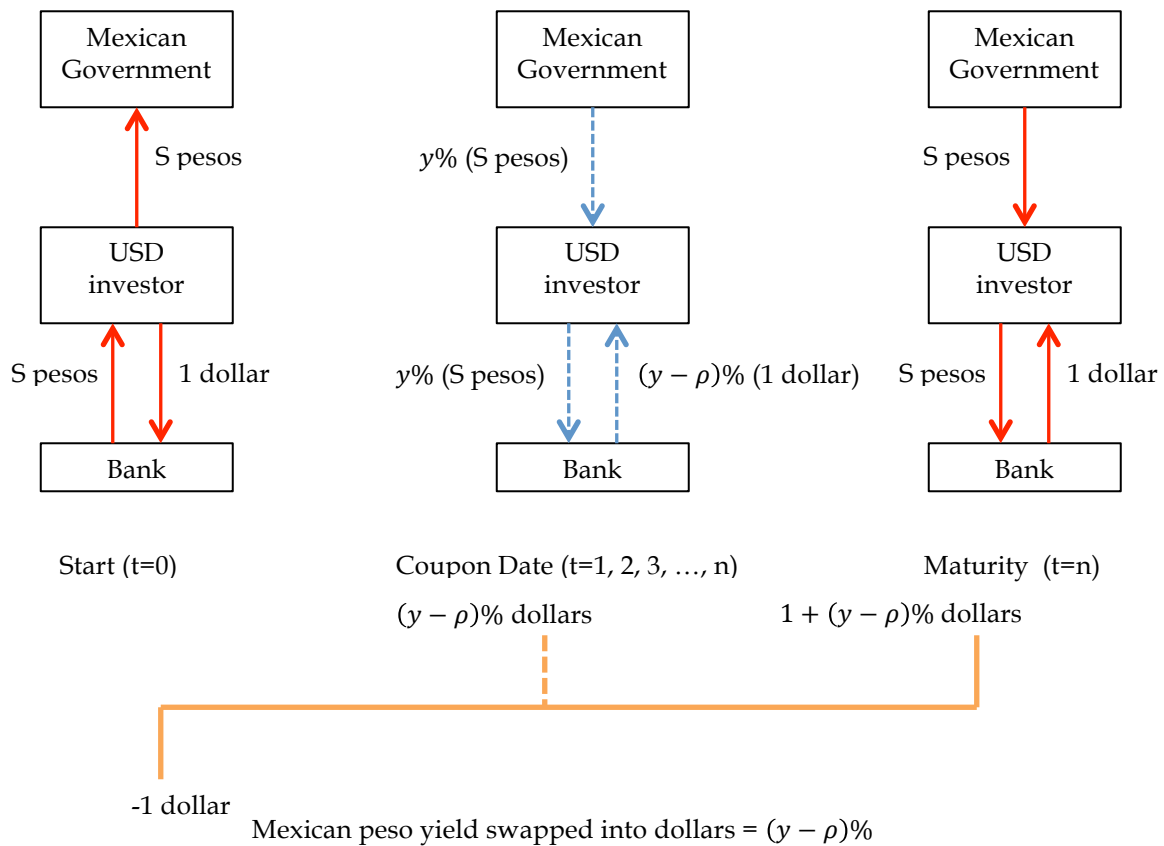 Mexican
Government
S pesos
USD
investor
S pesos
1 dollar
Bank
Start (t=0)
Mexican
Government
y% (S pesos)
USD
investor
y% (S pesos)
(y − ρ)% (1 dollar)
Bank
Coupon Date (t=1, 2, 3, …, n)
Mexican
Government
S pesos
USD
investor
S pesos
1 dollar
Bank
Maturity (t=n)
(y − ρ)% dollars
1 + (y − ρ)% dollars
-1 dollar
Mexican peso yield swapped into dollars = (y − ρ)%